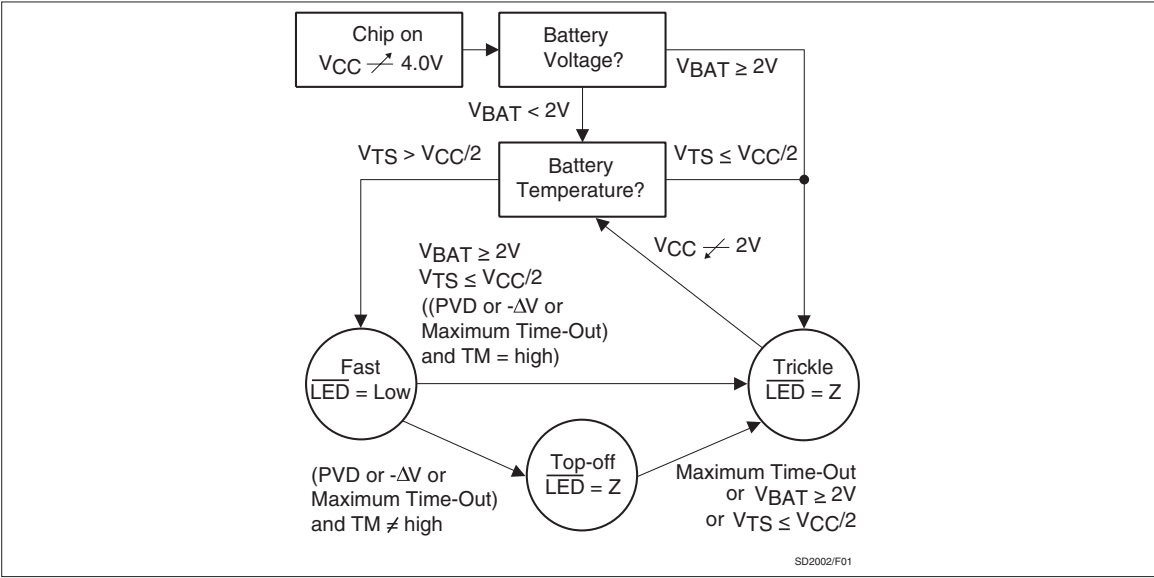 Chip on
VCC 4.0V
Battery
Voltage?
VBAT ≥ 2V
VBAT < 2V
VTS > VCC/2
Battery
Temperature?
VTS ≤ VCC/2
VCC 2V
VBAT ≥ 2V
VTS ≤ VCC/2
((PVD or -ΔV or
Maximum Time-Out)
and TM = high)
Fast
L̅E̅D̅ = Low
Trickle
L̅E̅D̅ = Z
Top-off
L̅E̅D̅ = Z
(PVD or -ΔV or
Maximum Time-Out)
and TM ≠ high
Maximum Time-Out
or VBAT ≥ 2V
or VTS ≤ VCC/2
SD2002/F01